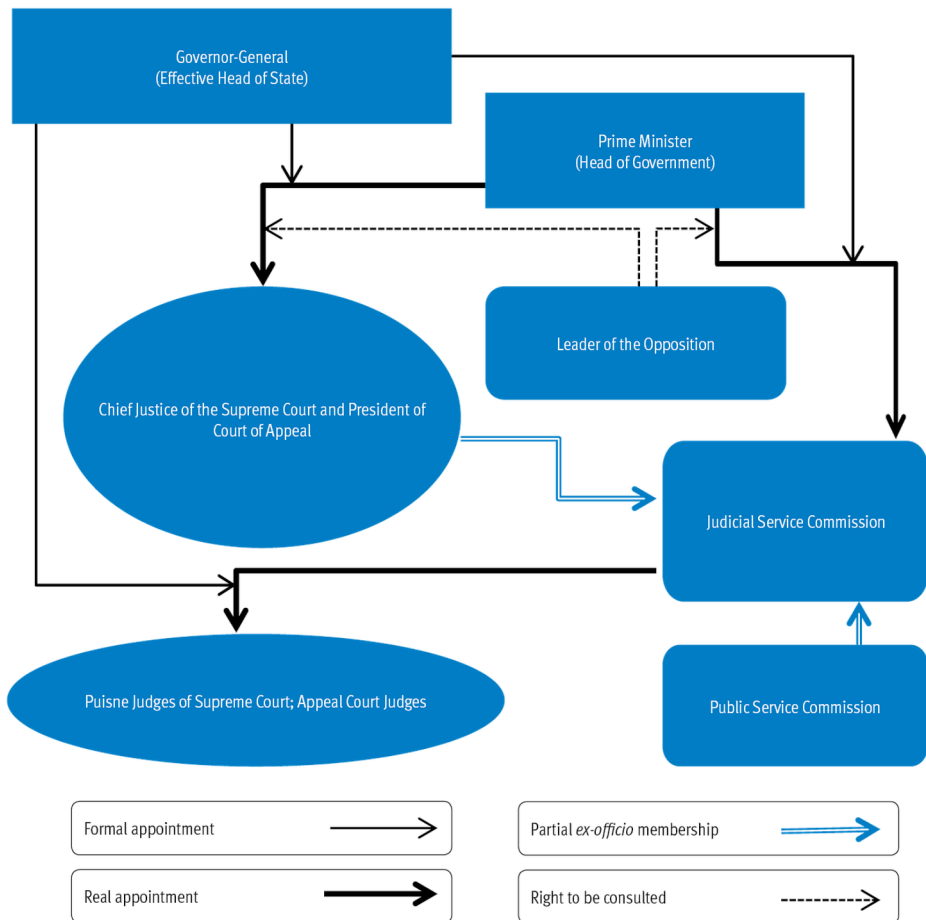 Governor-General
(Effective Head of State)
Prime Minister
(Head of Government)
Leader of the Opposition
Chief Justice of the Supreme Court and President of
Court of Appeal
Judicial Service Commission
Puisne Judges of Supreme Court; Appeal Court Judges
Public Service Commission
Formal appointment
Partial ex-officio membership
Real appointment
Right to be consulted